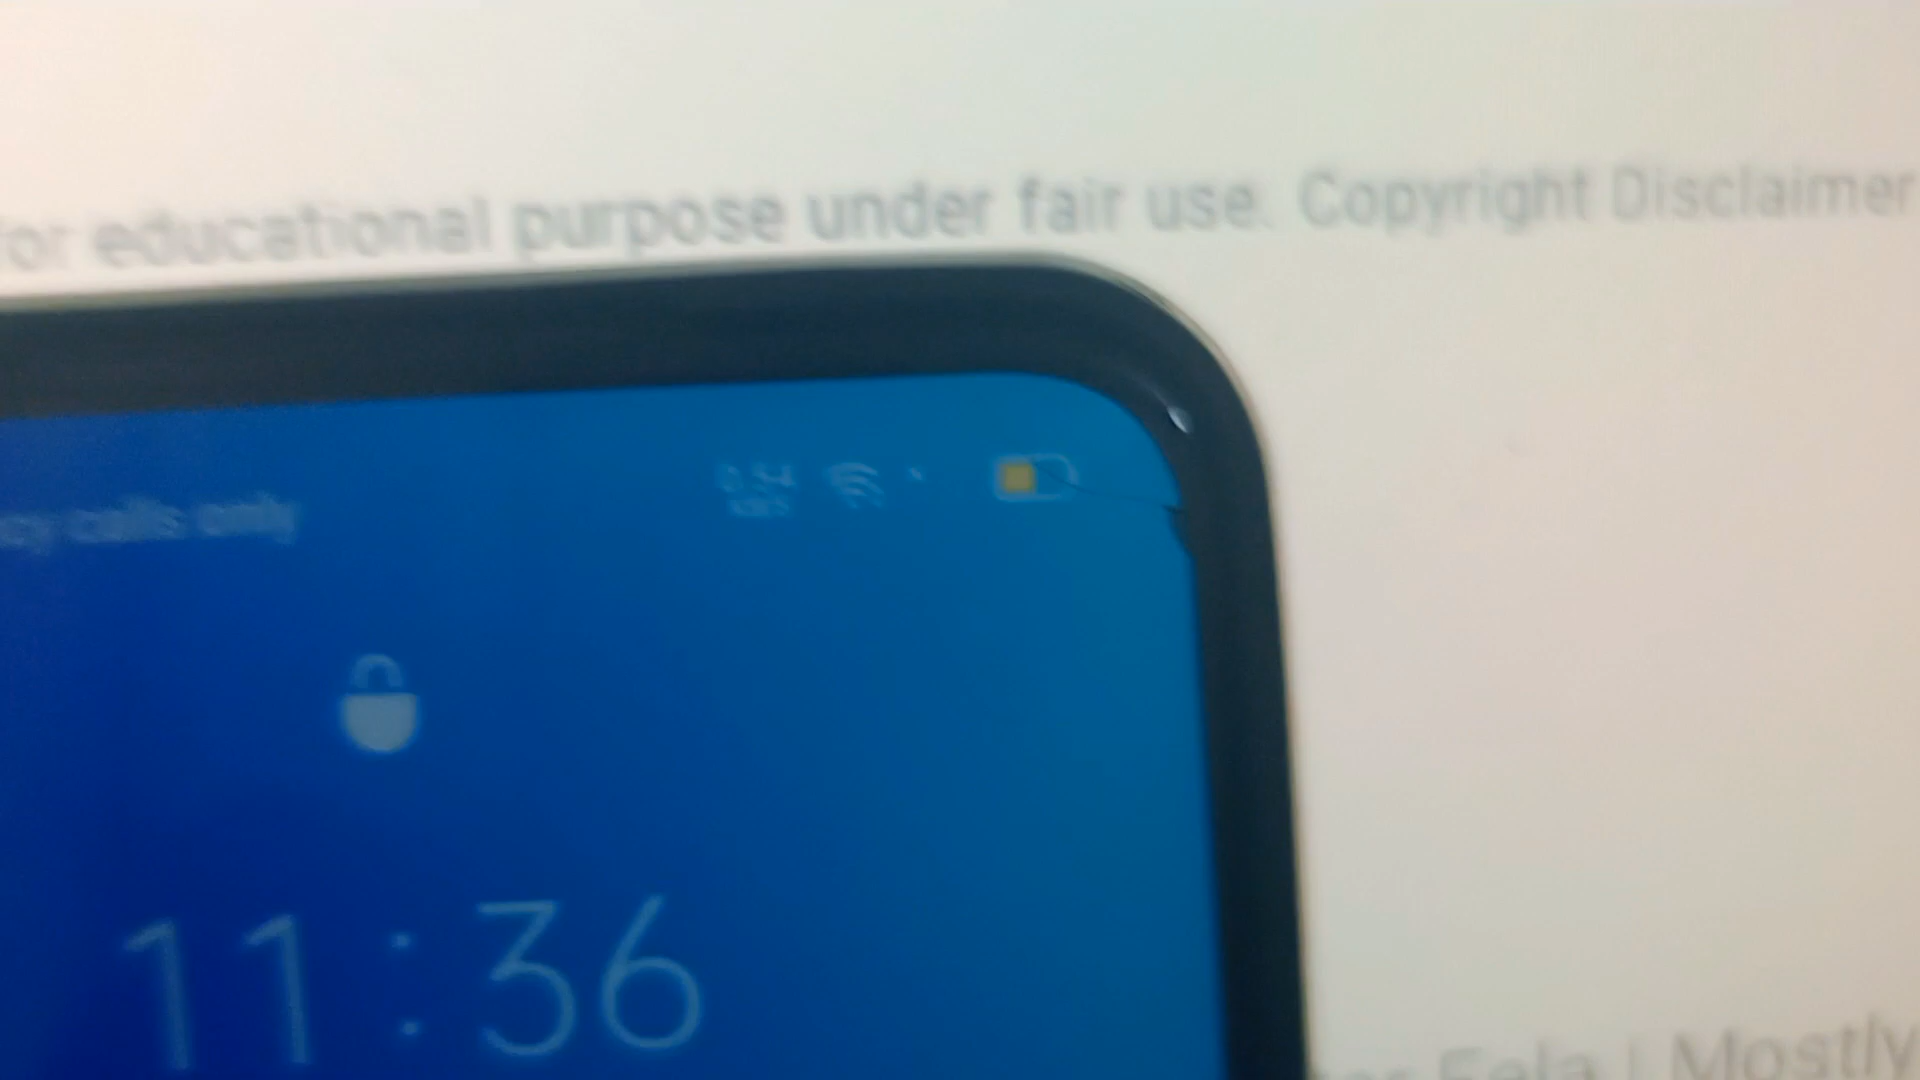 for educational purpose under fair use. Copyright Disclaimer
calls only
11:36
Mostly